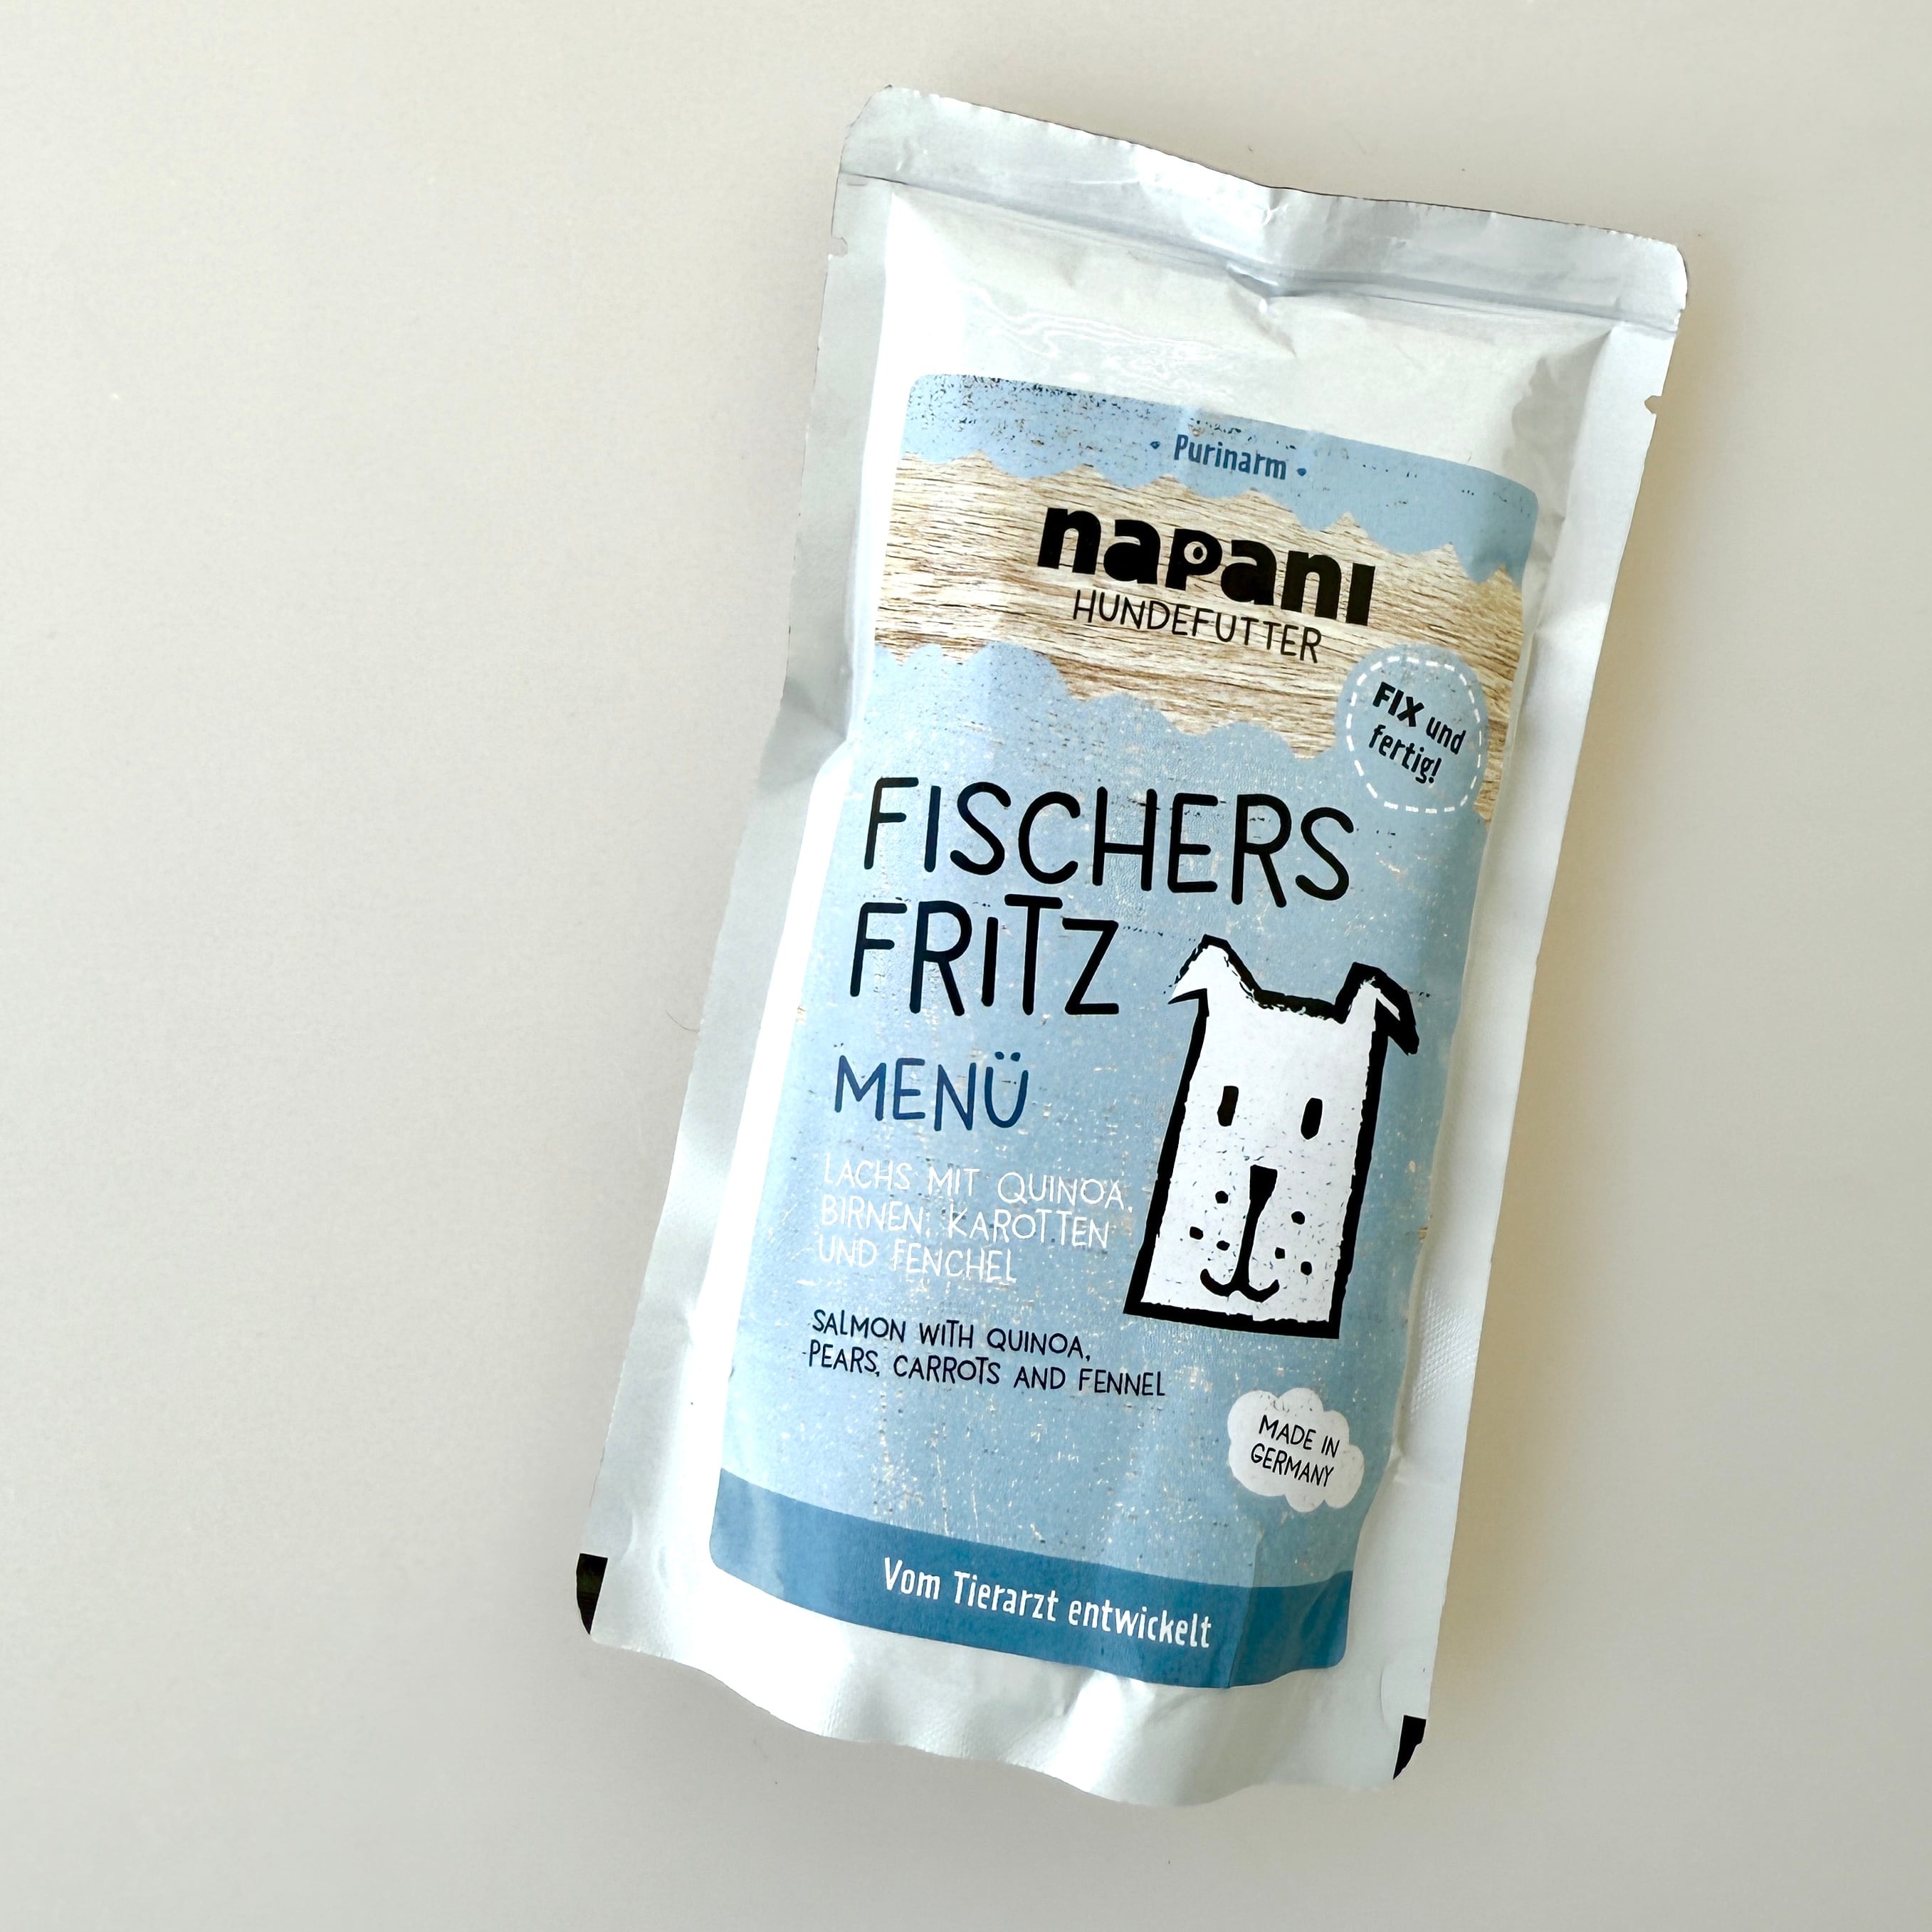 • Purinarm •
napani
HUNDEFUTTER
FIX und
fertig!
FISCHERS
FRITZ
MENÜ
LACHS MIT QUINOA,
BIRNEN, KAROTTEN
UND FENCHEL
SALMON WITH QUINOA,
PEARS, CARROTS AND FENNEL
MADE IN
GERMANY
Vom Tierarzt entwickelt